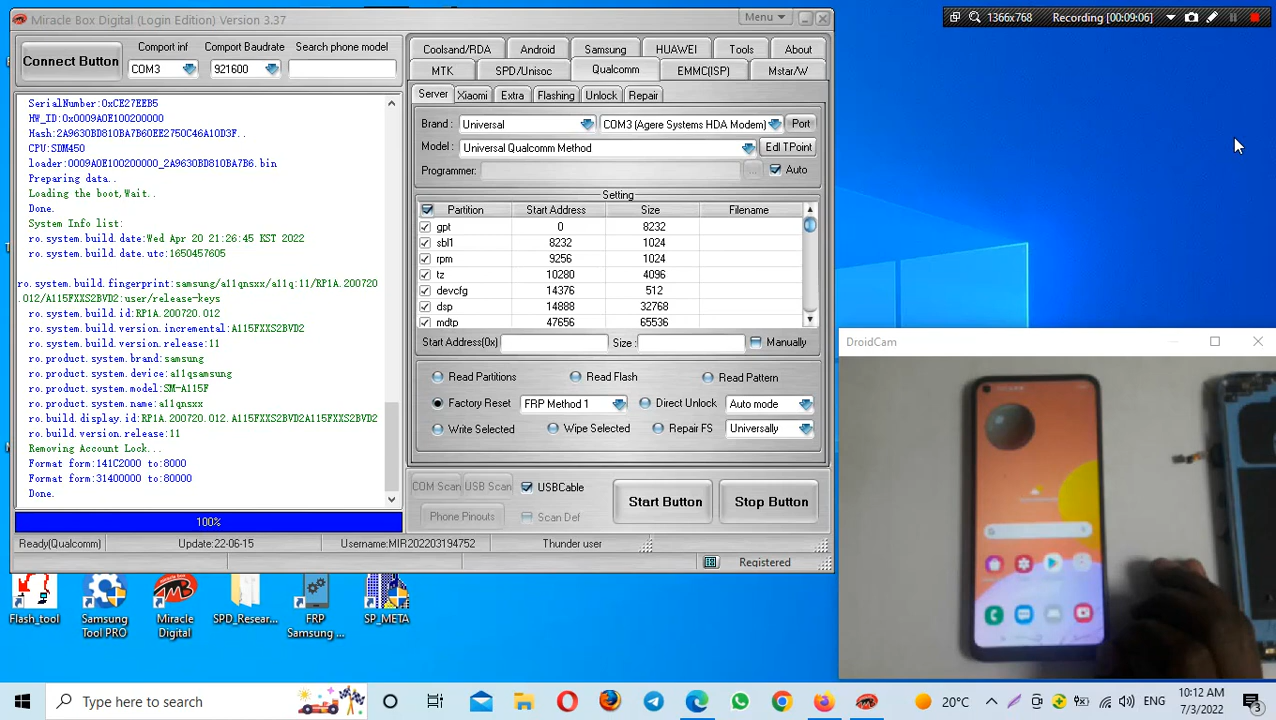 Miracle Box Digital (Login Edition) Version 3.37
Menu
1366x768
Recording [00:09:06]
Connect Button
Comport inf
Comport Baudrate
Search phone model
COM3
921600
Coolsand/RDA
Android
Samsung
HUAWEI
Tools
About
MTK
SPD/Unisoc
Qualcomm
EMMC(ISP)
Mstar/W
Server
Xiaomi
Extra
Flashing
Unlock
Repair
SerialNumber:0xCE27EEB5
HW_ID:0x0009A0E100200000
Hash:2A9630BD810BA7B60EE2750C46A10D3F..
CPU:SDM450
loader:0009A0E100200000_2A9630BD810BA7B6.bin
Preparing data..
Loading the boot,Wait..
Done.
System Info list:
ro.system.build.date:Wed Apr 20 21:26:45 KST 2022
ro.system.build.date.utc:1650457605
ro.system.build.fingerprint:samsung/a11qnsxx/a11q:11/RP1A.200720
.012/A115FXXS2BVD2:user/release-keys
ro.system.build.id:RP1A.200720.012
ro.system.build.version.incremental:A115FXXS2BVD2
ro.system.build.version.release:11
ro.product.system.brand:samsung
ro.product.system.device:a11qsamsung
ro.product.system.model:SM-A115F
ro.product.system.name:a11qnsxx
ro.build.display.id:RP1A.200720.012.A115FXXS2BVD2A115FXXS2BVD2
ro.build.version.release:11
Removing Account Lock...
Format form:141C2000 to:8000
Format form:31400000 to:80000
Done.
100%
Brand :
Universal
COM3 (Agere Systems HDA Modem)
Port
Model :
Universal Qualcomm Method
Edl TPoint
Programmer:
...
Auto
Setting
Partition Start Address Size Filename
gpt 0 8232
sbl1 8232 1024
rpm 9256 1024
tz 10280 4096
devcfg 14376 512
dsp 14888 32768
mdtp 47656 65536
Start Address(0x)
Size :
Manually
Read Partitions
Read Flash
Read Pattern
Factory Reset
FRP Method 1
Direct Unlock
Auto mode
Write Selected
Wipe Selected
Repair FS
Universally
COM Scan
USB Scan
USBCable
Phone Pinouts
Scan Def
Start Button
Stop Button
Ready(Qualcomm)
Update:22-06-15
Username:MIR202203194752
Thunder user
Registered
DroidCam
Flash_tool
Samsung
Tool PRO
Miracle
Digital
SPD_Resear...
FRP
Samsung ...
SP_META
Type here to search
20°C
ENG
10:12 AM
7/3/2022
3